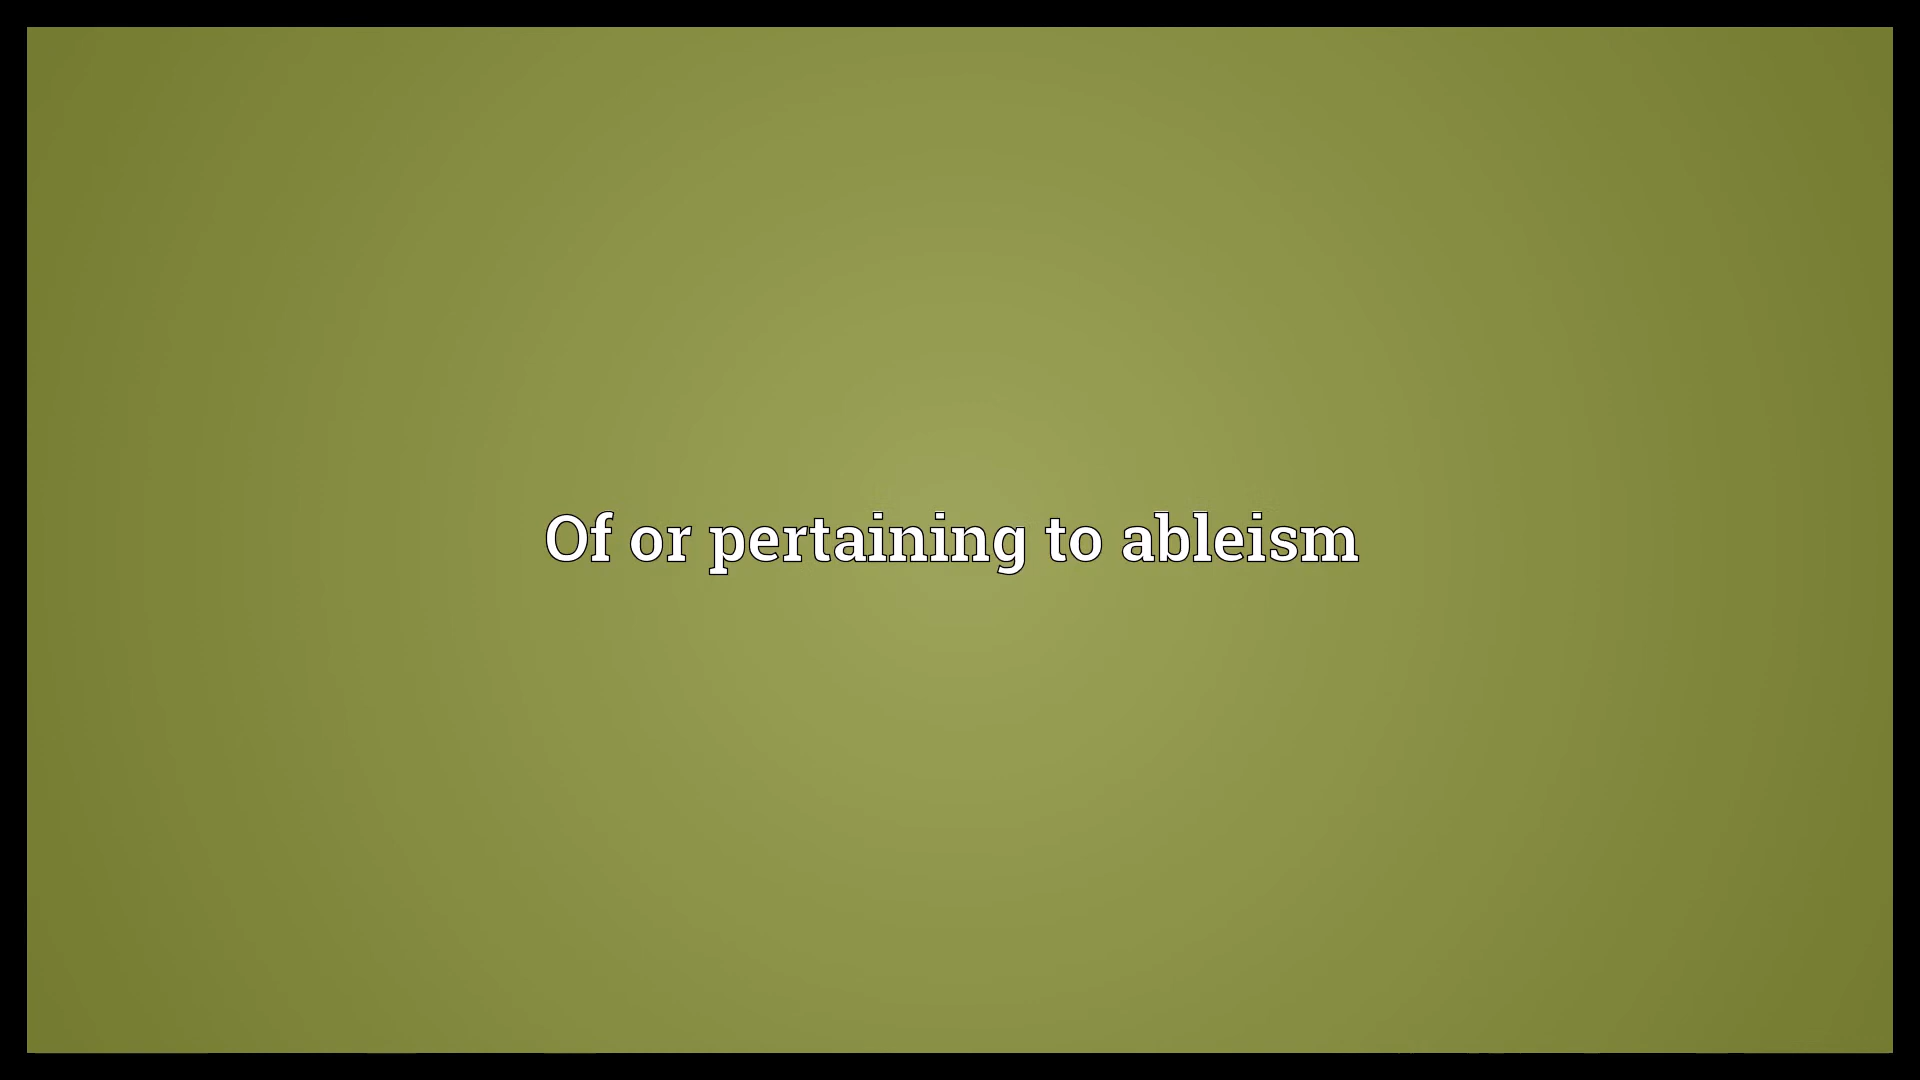 Of or pertaining to ableism